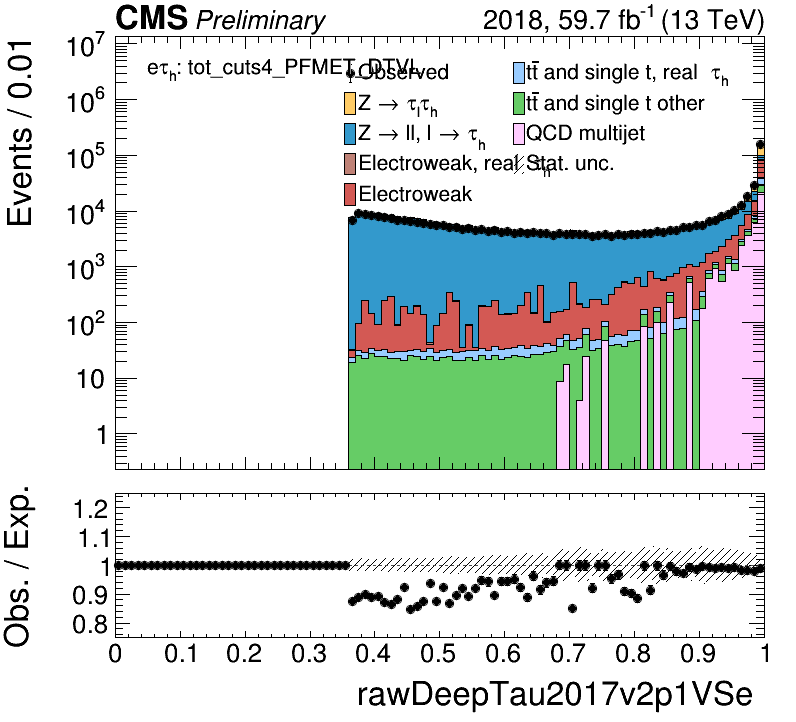 CMS Preliminary 2018, 59.7 fb⁻¹ (13 TeV)
eτₕ: tot_cuts4_PFMET_DTVL
Observed
Z → τₗτₕ
Z → ll, l → τₕ
Electroweak, real τₕ
Electroweak
tt̄ and single t, real τₕ
tt̄ and single t other
QCD multijet
Stat. unc.
Events / 0.01
10⁷
10⁶
10⁵
10⁴
10³
10²
10
1
Obs. / Exp.
1.2
1.1
1
0.9
0.8
0 0.1 0.2 0.3 0.4 0.5 0.6 0.7 0.8 0.9 1
rawDeepTau2017v2p1VSe